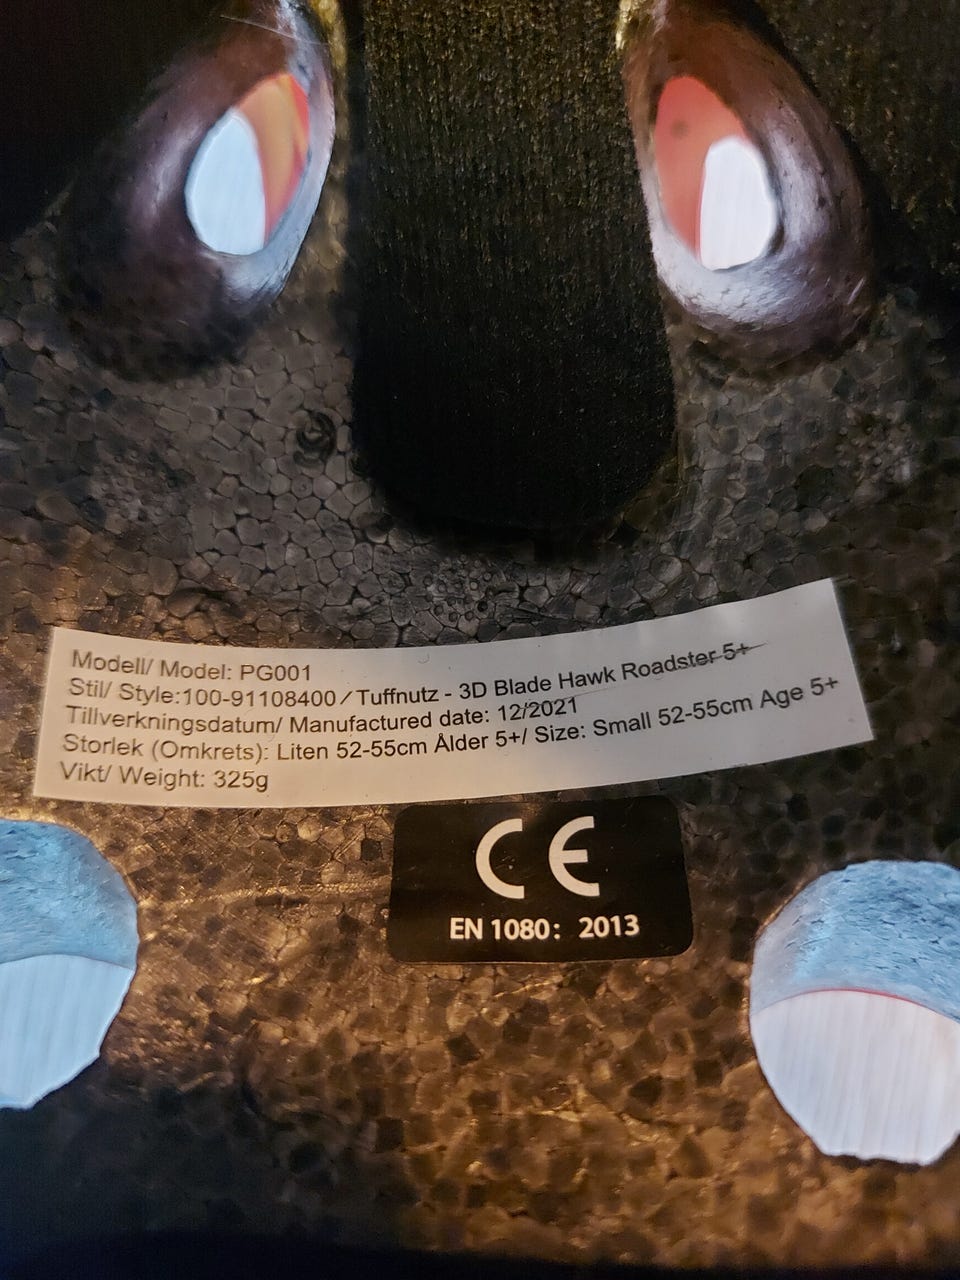 Modell/ Model: PG001
Stil/ Style:100-91108400/Tuffnutz - 3D Blade Hawk Roadster 5+
Tillverkningsdatum/ Manufactured date: 12/2021
Storlek (Omkrets): Liten 52-55cm Ålder 5+/ Size: Small 52-55cm Age 5+
Vikt/ Weight: 325g
CE
EN 1080: 2013